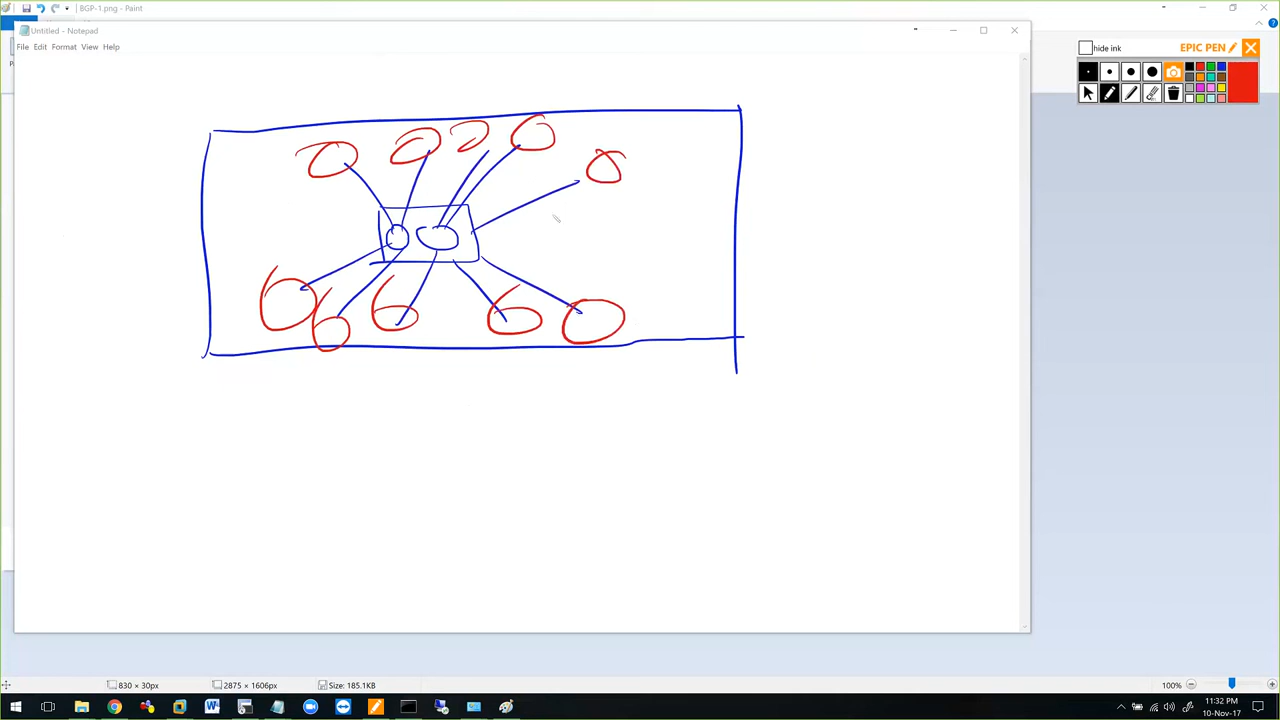 BGP-1.png - Paint
Untitled - Notepad
File Edit Format View Help
hide ink
EPIC PEN
830 × 30px
2875 × 1606px
Size: 185.1KB
100%
11:32 PM
10-Nov-17